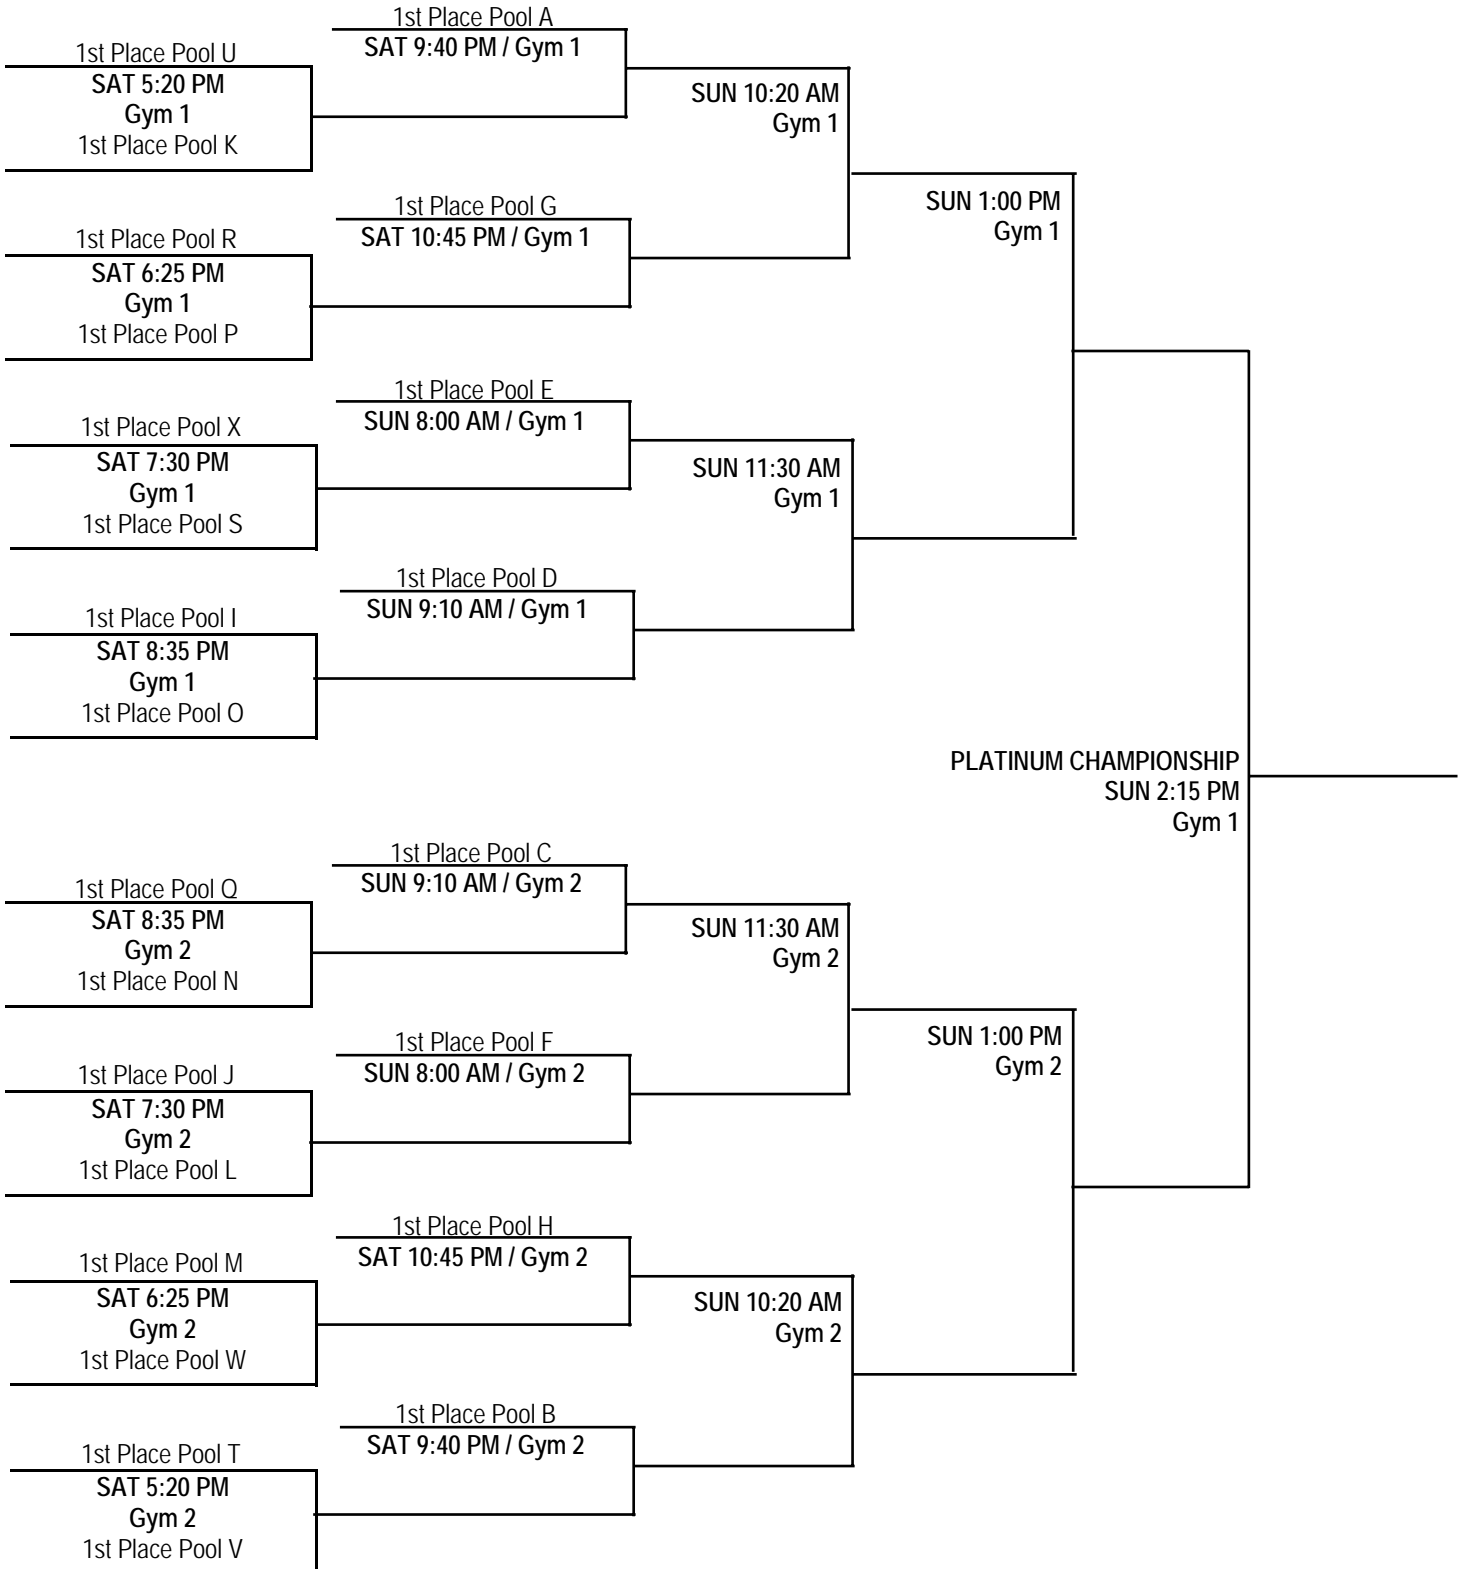 1st Place Pool A
SAT 9:40 PM / Gym 1
1st Place Pool U
SAT 5:20 PM
Gym 1
1st Place Pool K
SUN 10:20 AM
Gym 1
1st Place Pool G
SAT 10:45 PM / Gym 1
1st Place Pool R
SAT 6:25 PM
Gym 1
1st Place Pool P
SUN 1:00 PM
Gym 1
1st Place Pool E
SUN 8:00 AM / Gym 1
1st Place Pool X
SAT 7:30 PM
Gym 1
1st Place Pool S
SUN 11:30 AM
Gym 1
1st Place Pool D
SUN 9:10 AM / Gym 1
1st Place Pool I
SAT 8:35 PM
Gym 1
1st Place Pool O
PLATINUM CHAMPIONSHIP
SUN 2:15 PM
Gym 1
1st Place Pool C
SUN 9:10 AM / Gym 2
1st Place Pool Q
SAT 8:35 PM
Gym 2
1st Place Pool N
SUN 11:30 AM
Gym 2
1st Place Pool F
SUN 8:00 AM / Gym 2
1st Place Pool J
SAT 7:30 PM
Gym 2
1st Place Pool L
SUN 1:00 PM
Gym 2
1st Place Pool H
SAT 10:45 PM / Gym 2
1st Place Pool M
SAT 6:25 PM
Gym 2
1st Place Pool W
SUN 10:20 AM
Gym 2
1st Place Pool B
SAT 9:40 PM / Gym 2
1st Place Pool T
SAT 5:20 PM
Gym 2
1st Place Pool V